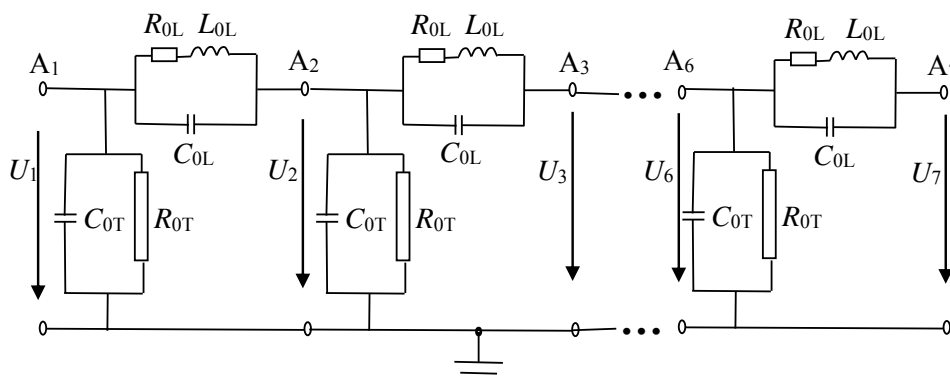 R0L L0L R0L L0L R0L L0L
A1 A2 A3 A6
C0L C0L C0L
U1 U2 U3 U6 U7
C0T R0T C0T R0T C0T R0T